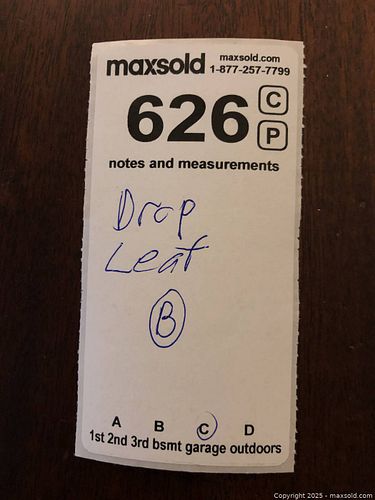 maxsold maxsold.com
1-877-257-7799
626 C
P
notes and measurements
Drop
Leaf
B
A B C D
1st 2nd 3rd bsmt garage outdoors
Copyright © 2025 - maxsold.com